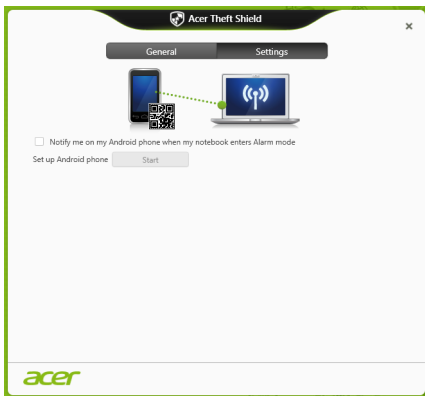 Acer Theft Shield
General Settings
Notify me on my Android phone when my notebook enters Alarm mode
Set up Android phone Start
acer